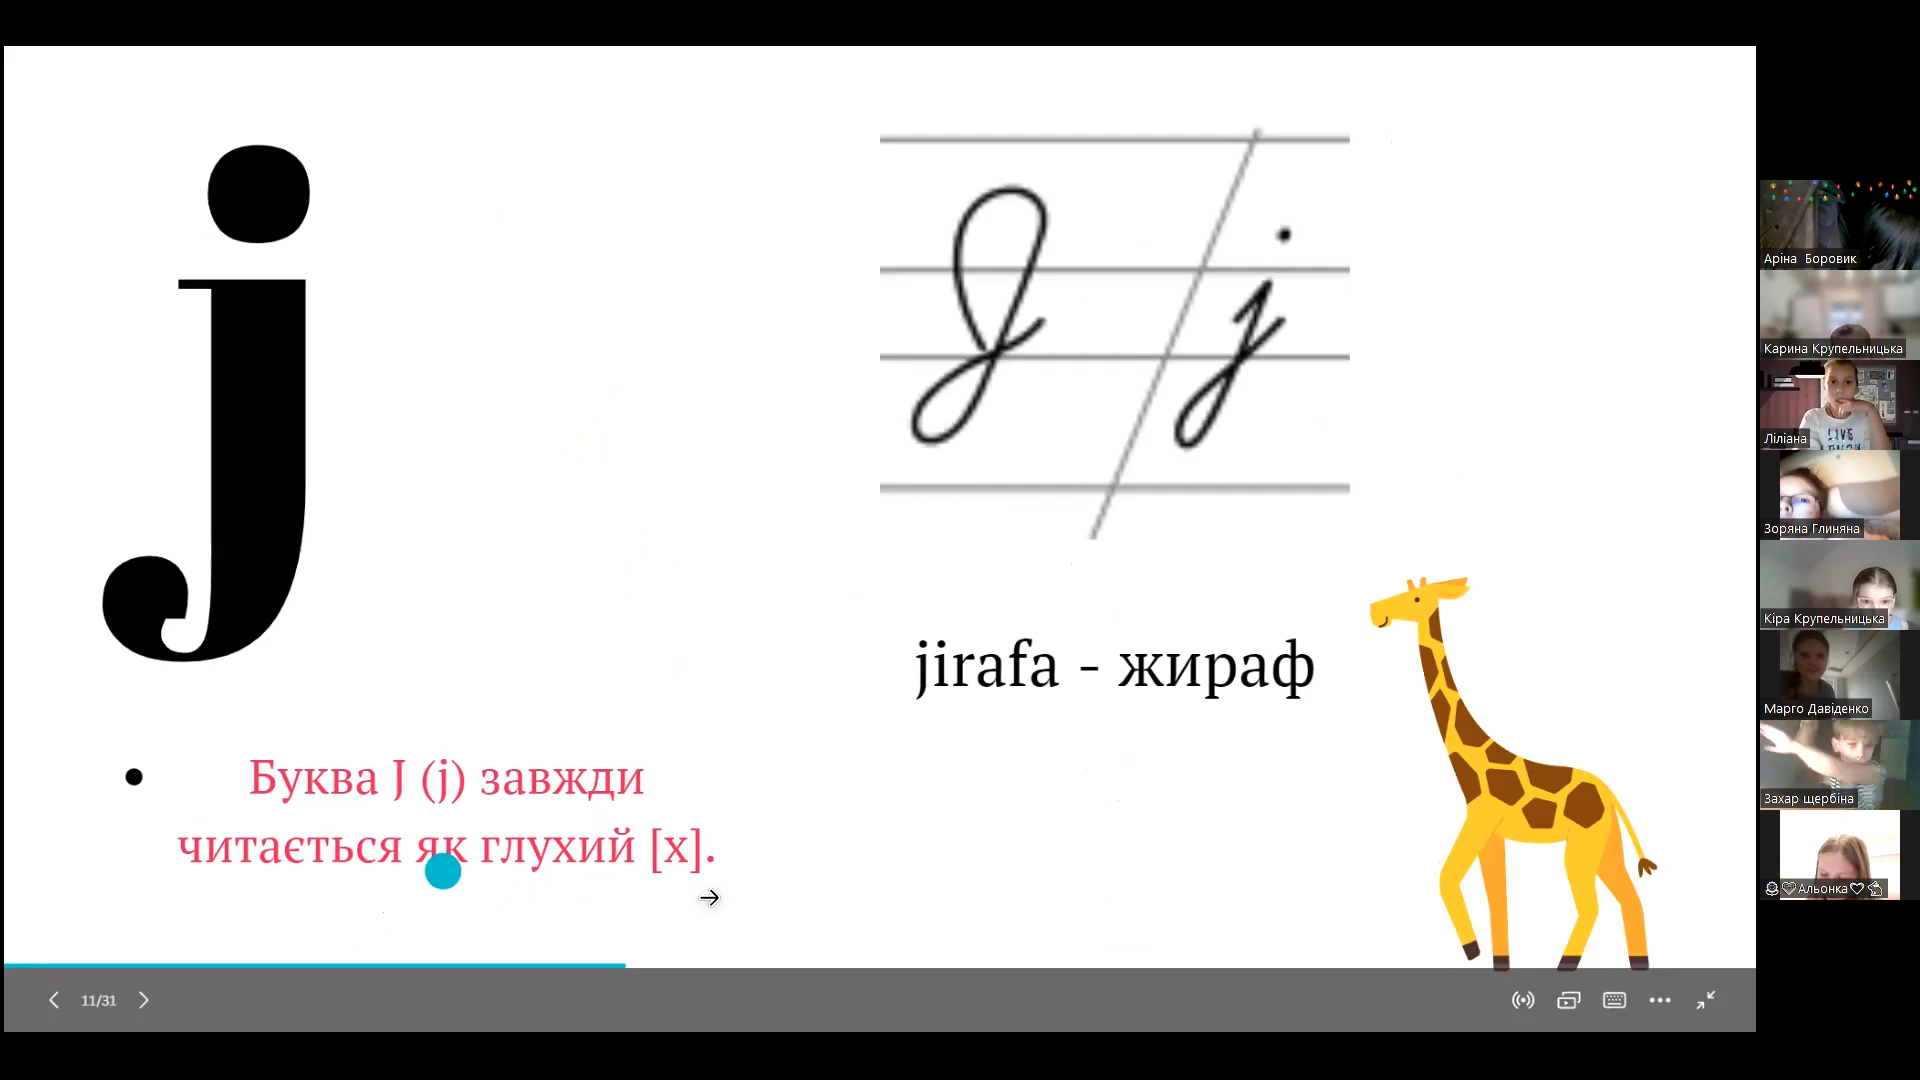 j
J j
jirafa - жираф
Буква J (j) завжди
читається як глухий [х].
11/31
Аріна Боровик
Карина Крупельницька
Ліліана
LIVE
Зоряна Глиняна
Кіра Крупельницька
Марго Давіденко
Захар щербіна
Альонка